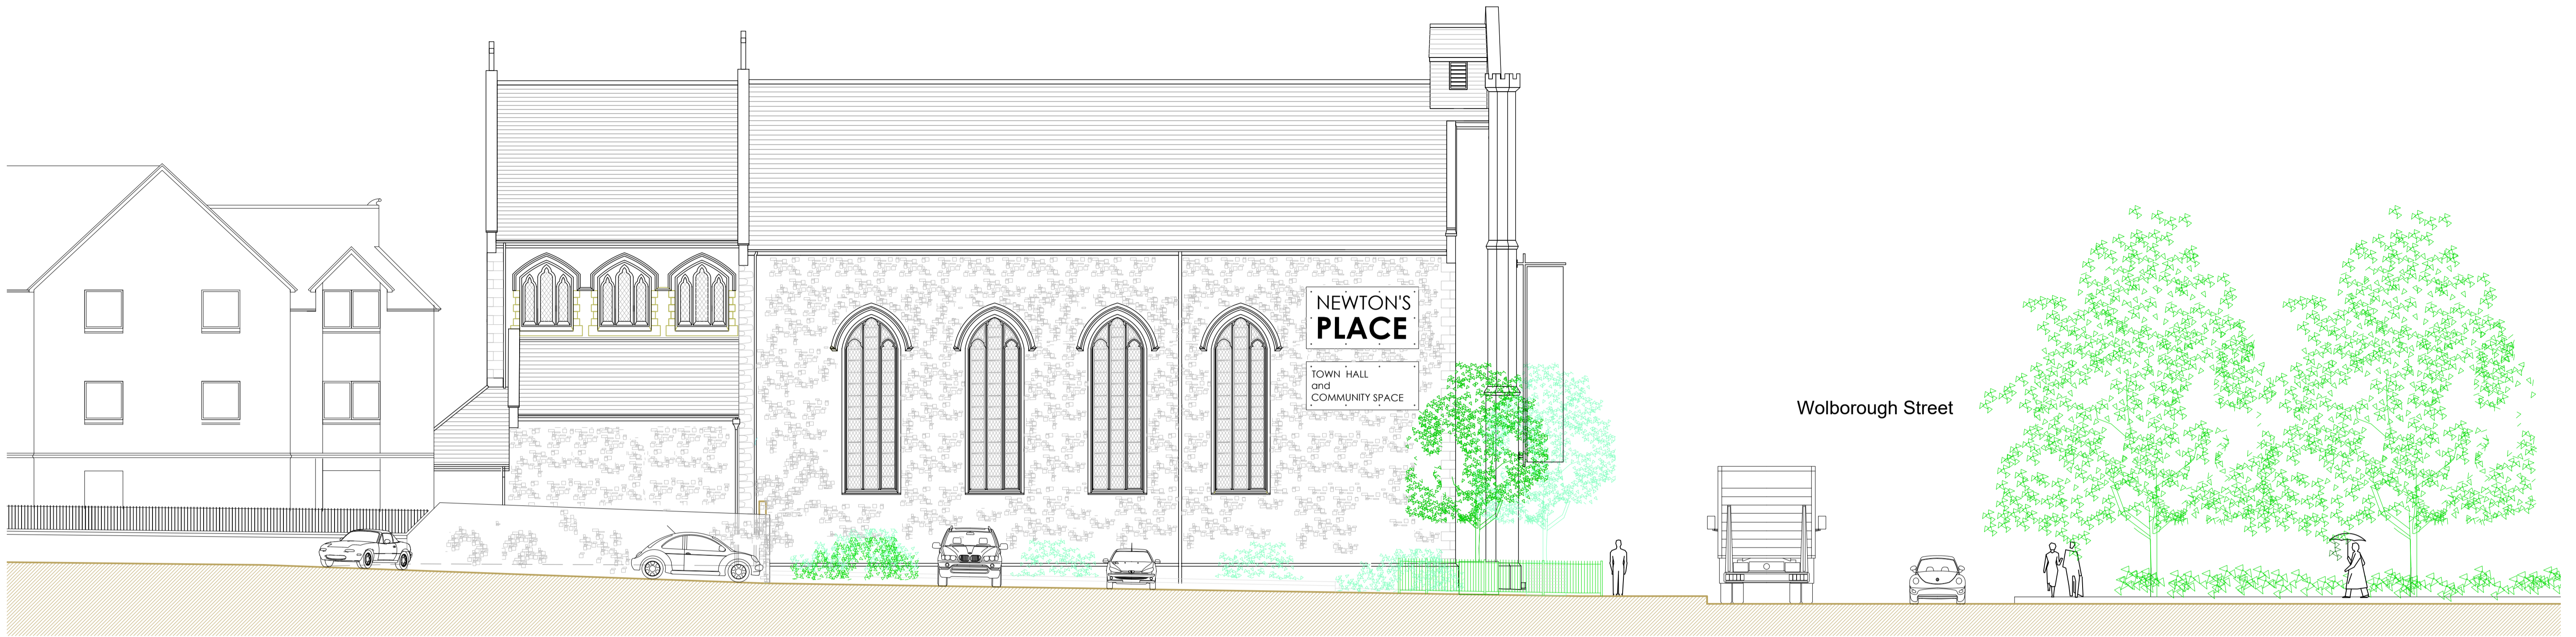 NEWTON'S
PLACE
TOWN HALL
and
COMMUNITY SPACE
Wolborough Street